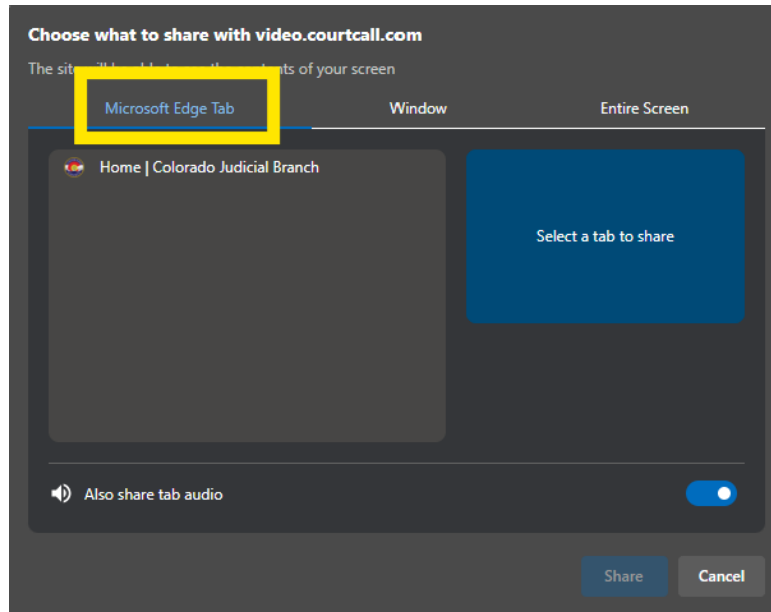 Choose what to share with video.courtcall.com
The site of your screen
Microsoft Edge Tab Window Entire Screen
Home | Colorado Judicial Branch
Select a tab to share
Also share tab audio
Share Cancel